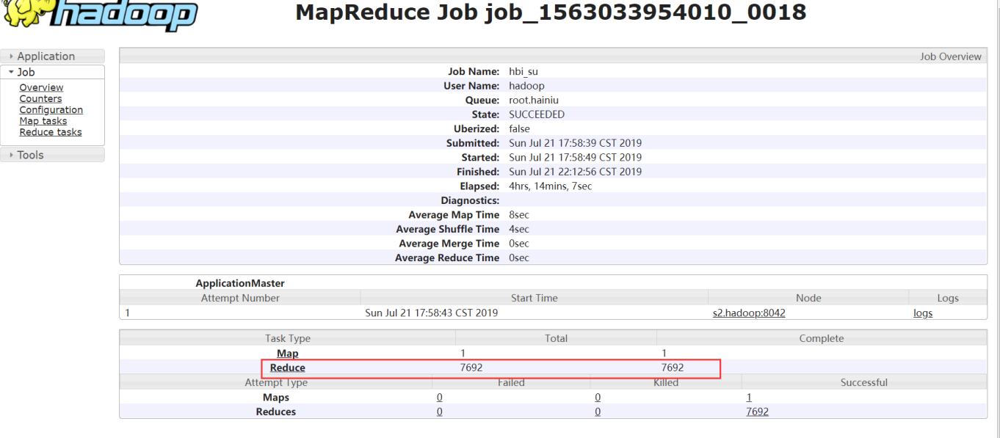 hadoop
MapReduce Job job_1563033954010_0018
Application
Job
Overview
Counters
Configuration
Map tasks
Reduce tasks
Tools
Job Overview
Job Name: hbi_su
User Name: hadoop
Queue: root.hainiu
State: SUCCEEDED
Uberized: false
Submitted: Sun Jul 21 17:58:39 CST 2019
Started: Sun Jul 21 17:58:49 CST 2019
Finished: Sun Jul 21 22:12:56 CST 2019
Elapsed: 4hrs, 14mins, 7sec
Diagnostics:
Average Map Time 8sec
Average Shuffle Time 4sec
Average Merge Time 0sec
Average Reduce Time 0sec
ApplicationMaster
Attempt Number Start Time Node Logs
1 Sun Jul 21 17:58:43 CST 2019 s2.hadoop:8042 logs
Task Type Total Complete
Map 1 1
Reduce 7692 7692
Attempt Type Failed Killed Successful
Maps 0 0 1
Reduces 0 0 7692